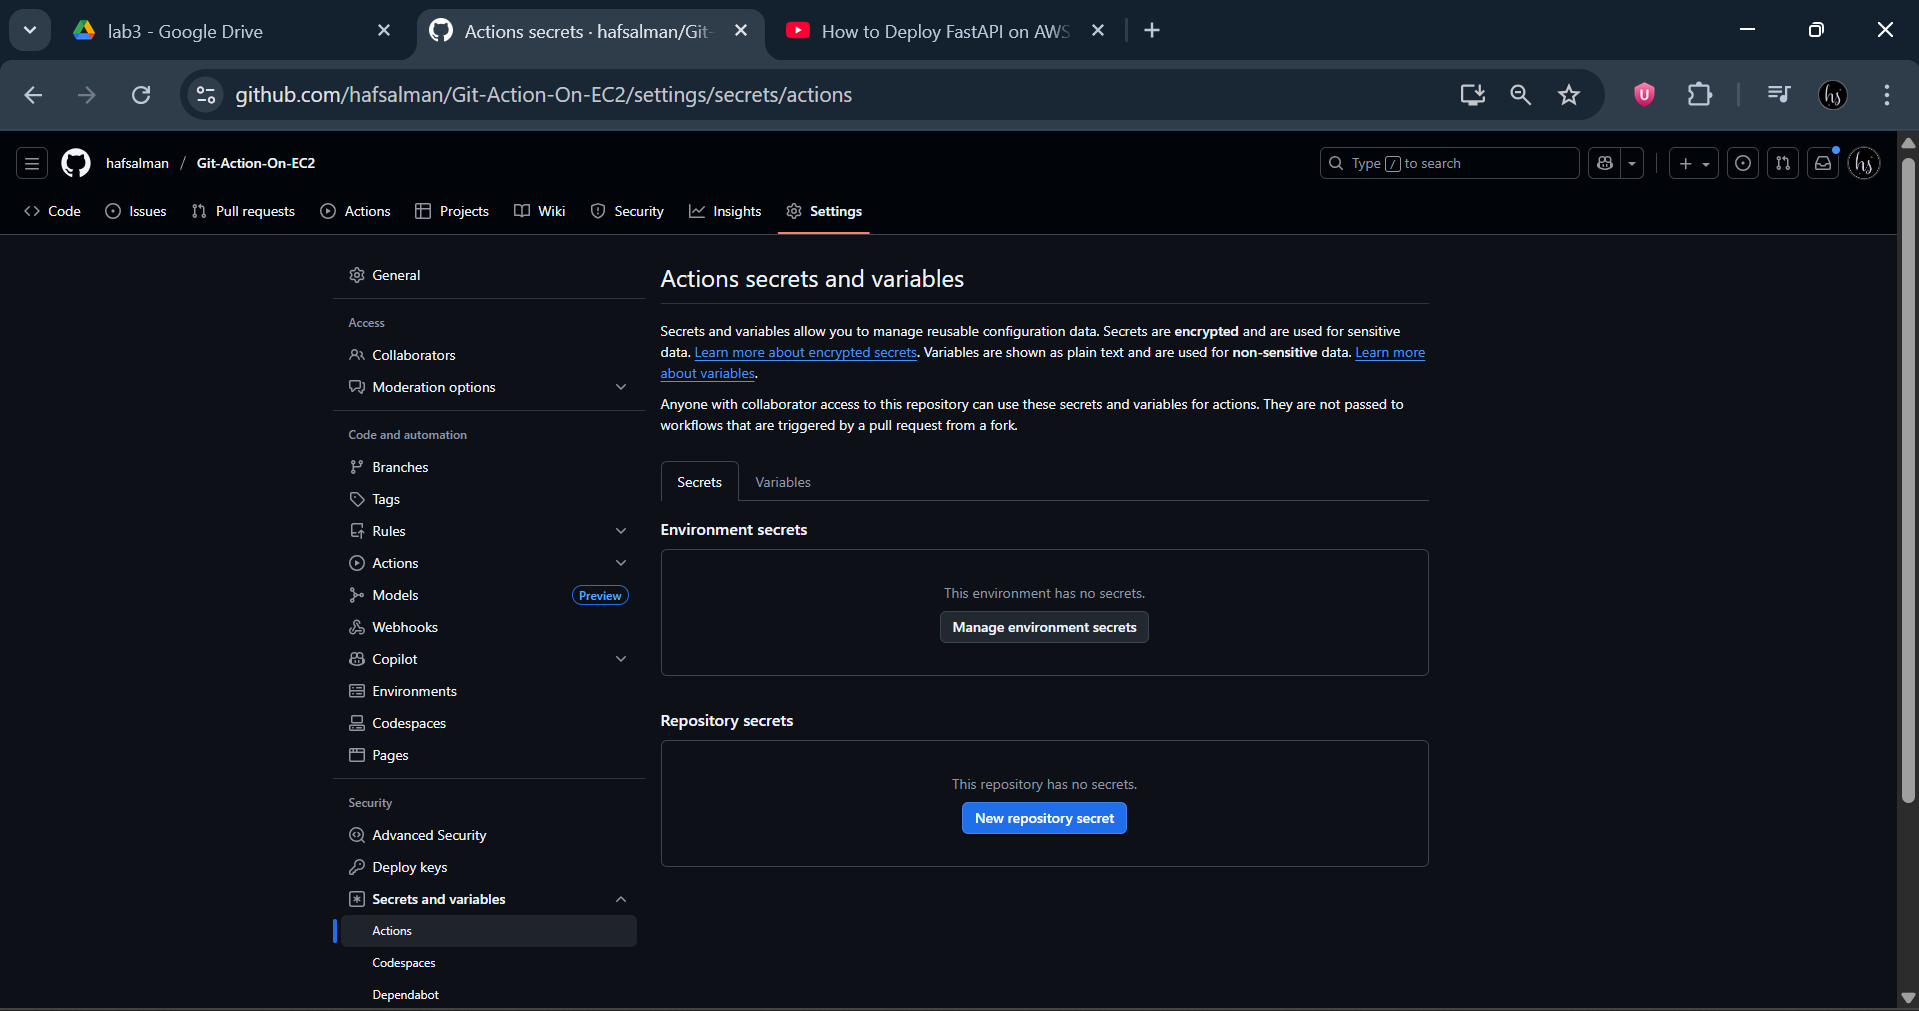 lab3 - Google Drive
Actions secrets · hafsalman/Git-
How to Deploy FastAPI on AWS
github.com/hafsalman/Git-Action-On-EC2/settings/secrets/actions
hafsalman / Git-Action-On-EC2
Type / to search
hs
Code
Issues
Pull requests
Actions
Projects
Wiki
Security
Insights
Settings
General
Access
Collaborators
Moderation options
Code and automation
Branches
Tags
Rules
Actions
Models
Preview
Webhooks
Copilot
Environments
Codespaces
Pages
Security
Advanced Security
Deploy keys
Secrets and variables
Actions
Codespaces
Dependabot
Actions secrets and variables
Secrets and variables allow you to manage reusable configuration data. Secrets are encrypted and are used for sensitive
data. Learn more about encrypted secrets. Variables are shown as plain text and are used for non-sensitive data. Learn more
about variables.
Anyone with collaborator access to this repository can use these secrets and variables for actions. They are not passed to
workflows that are triggered by a pull request from a fork.
Secrets
Variables
Environment secrets
This environment has no secrets.
Manage environment secrets
Repository secrets
This repository has no secrets.
New repository secret